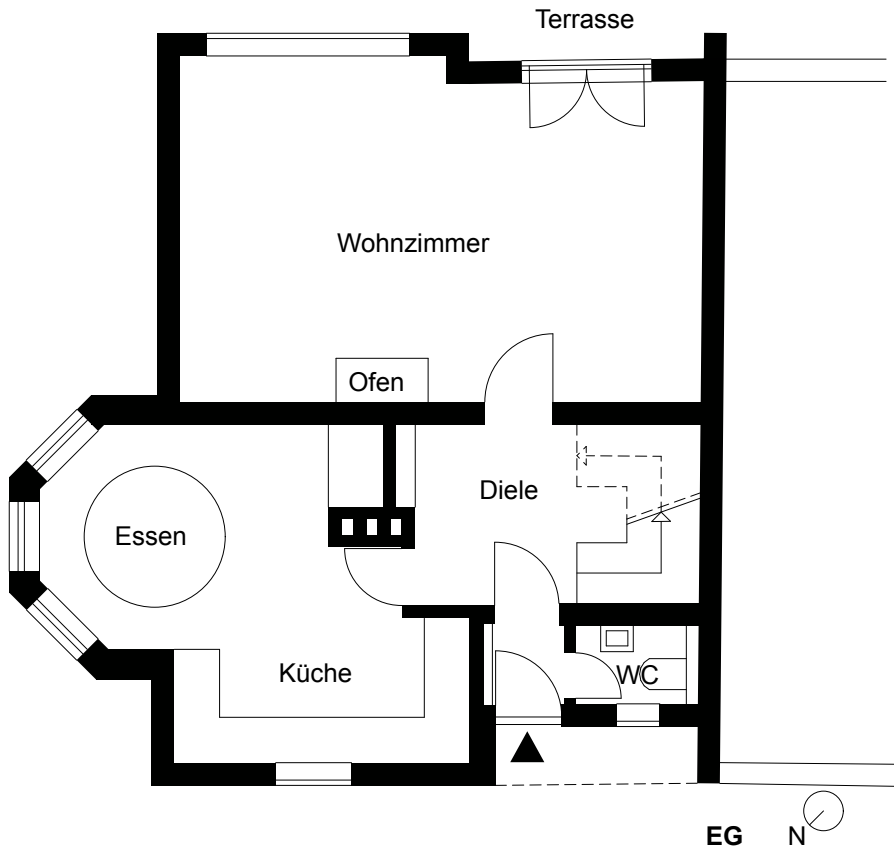 Terrasse
Wohnzimmer
Ofen
Diele
Essen
Küche
WC
EG N